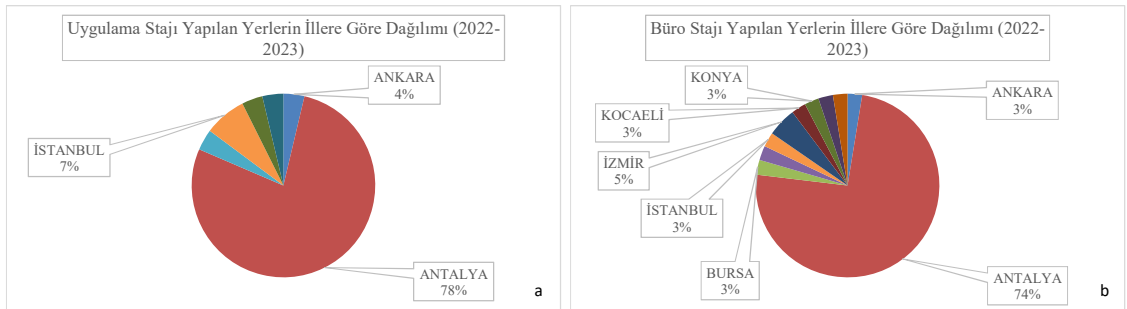 Uygulama Stajı Yapılan Yerlerin İllere Göre Dağılımı (2022-
2023)
ANKARA
4%
İSTANBUL
7%
ANTALYA
78%
a
Büro Stajı Yapılan Yerlerin İllere Göre Dağılımı (2022-
2023)
KONYA
3%
ANKARA
3%
KOCAELİ
3%
İZMİR
5%
İSTANBUL
3%
BURSA
3%
ANTALYA
74%
b